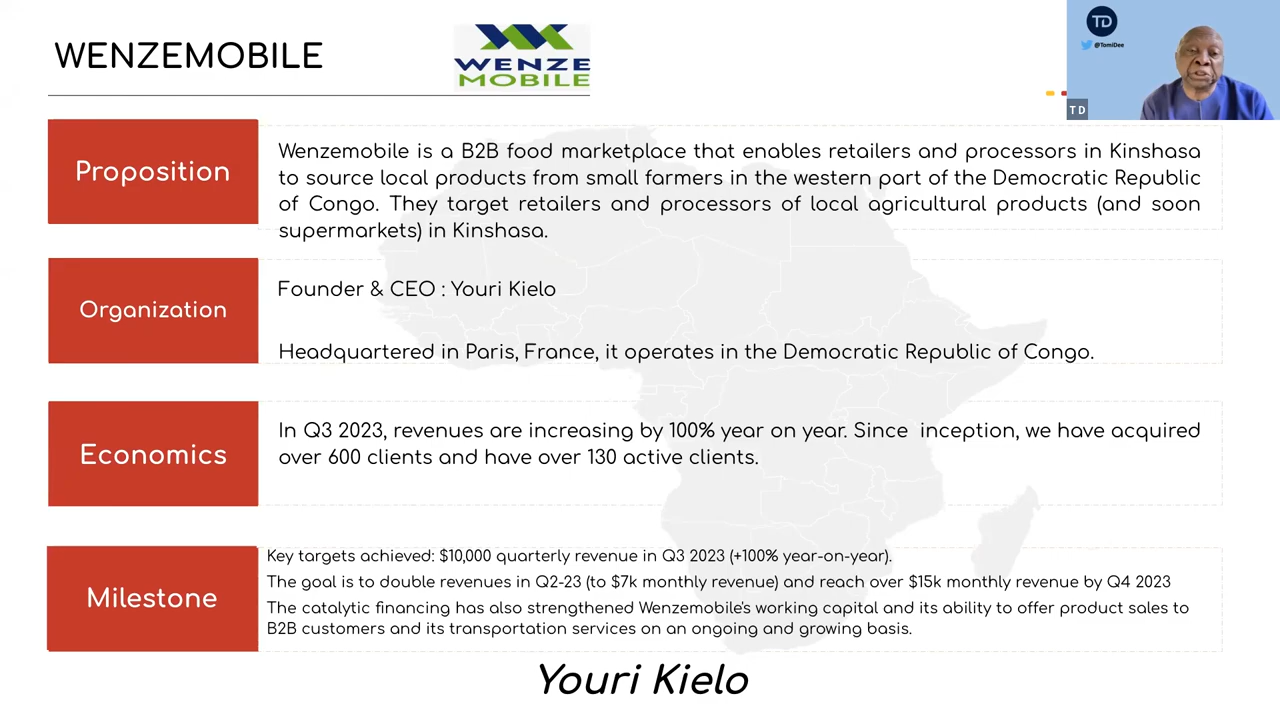 WENZEMOBILE
WENZE
MOBILE
TD
@TomiDee
TD
Proposition
Wenzemobile is a B2B food marketplace that enables retailers and processors in Kinshasa
to source local products from small farmers in the western part of the Democratic Republic
of Congo. They target retailers and processors of local agricultural products (and soon
supermarkets) in Kinshasa.
Organization
Founder & CEO : Youri Kielo
Headquartered in Paris, France, it operates in the Democratic Republic of Congo.
Economics
In Q3 2023, revenues are increasing by 100% year on year. Since inception, we have acquired
over 600 clients and have over 130 active clients.
Milestone
Key targets achieved: $10,000 quarterly revenue in Q3 2023 (+100% year-on-year).
The goal is to double revenues in Q2-23 (to $7k monthly revenue) and reach over $15k monthly revenue by Q4 2023
The catalytic financing has also strengthened Wenzemobile's working capital and its ability to offer product sales to
B2B customers and its transportation services on an ongoing and growing basis.
Youri Kielo